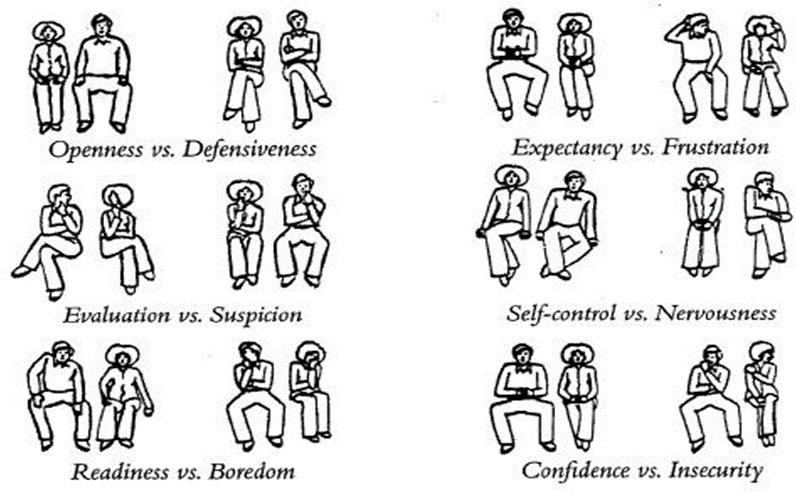 Openness vs. Defensiveness
Expectancy vs. Frustration
Evaluation vs. Suspicion
Self-control vs. Nervousness
Readiness vs. Boredom
Confidence vs. Insecurity